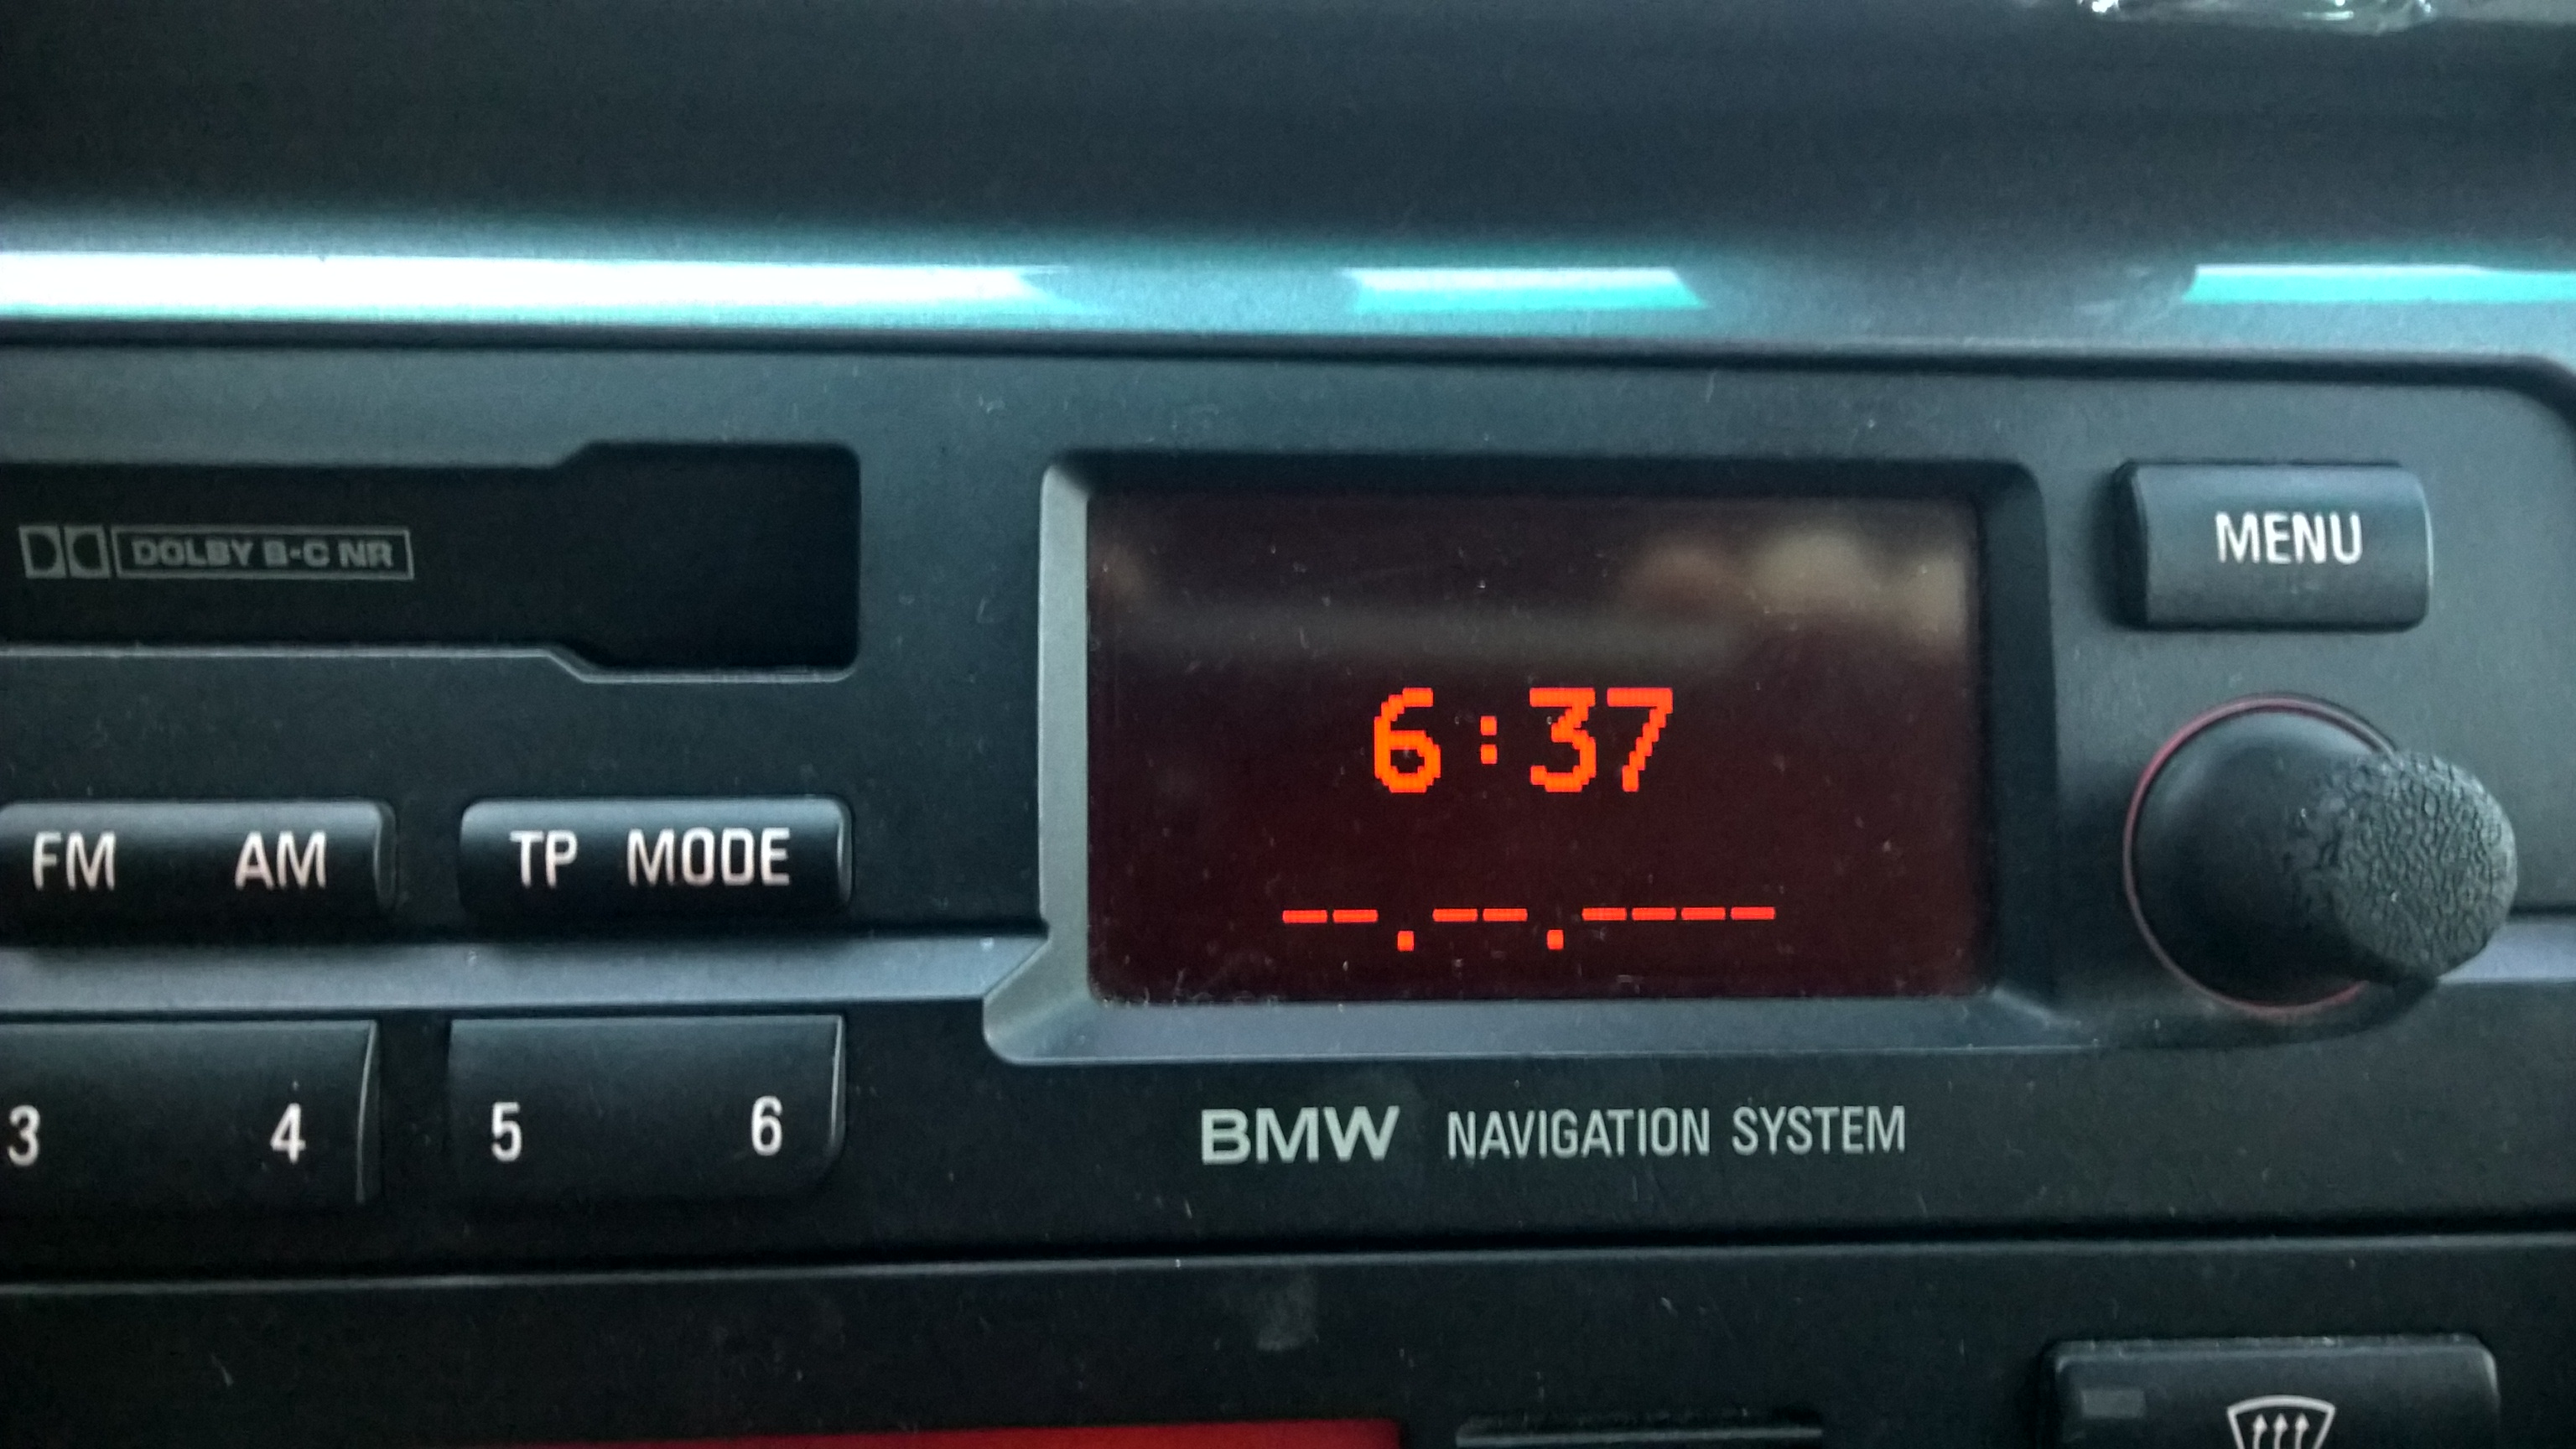 DOLBY B-C NR
MENU
6:37
FM AM TP MODE
--.--.----
3 4 5 6
BMW NAVIGATION SYSTEM